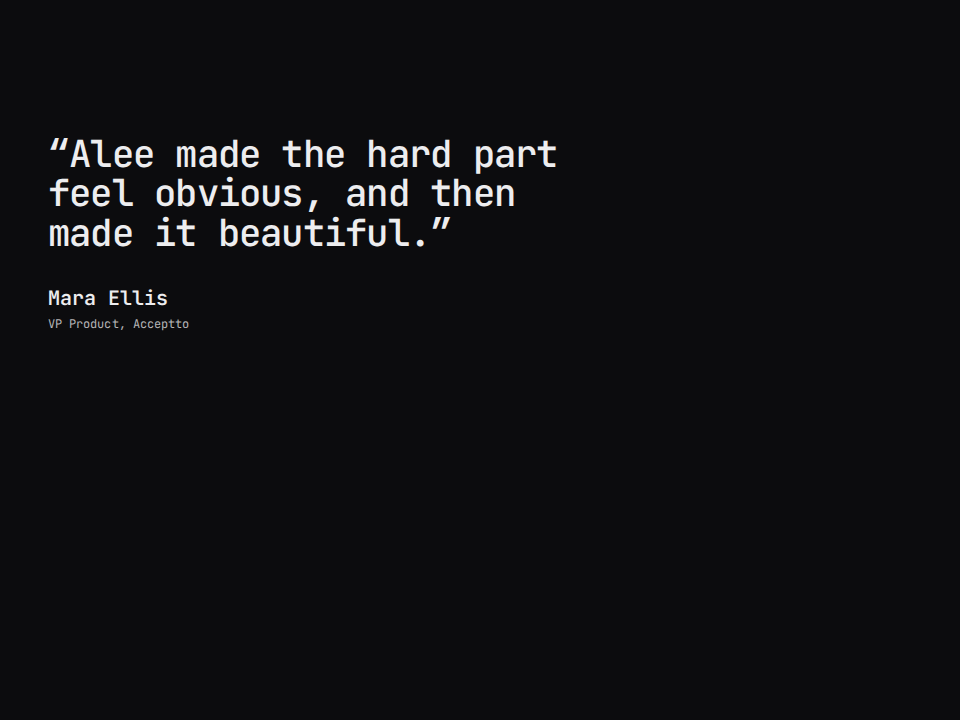 “Alee made the hard part
feel obvious, and then
made it beautiful.”
Mara Ellis
VP Product, Acceptto